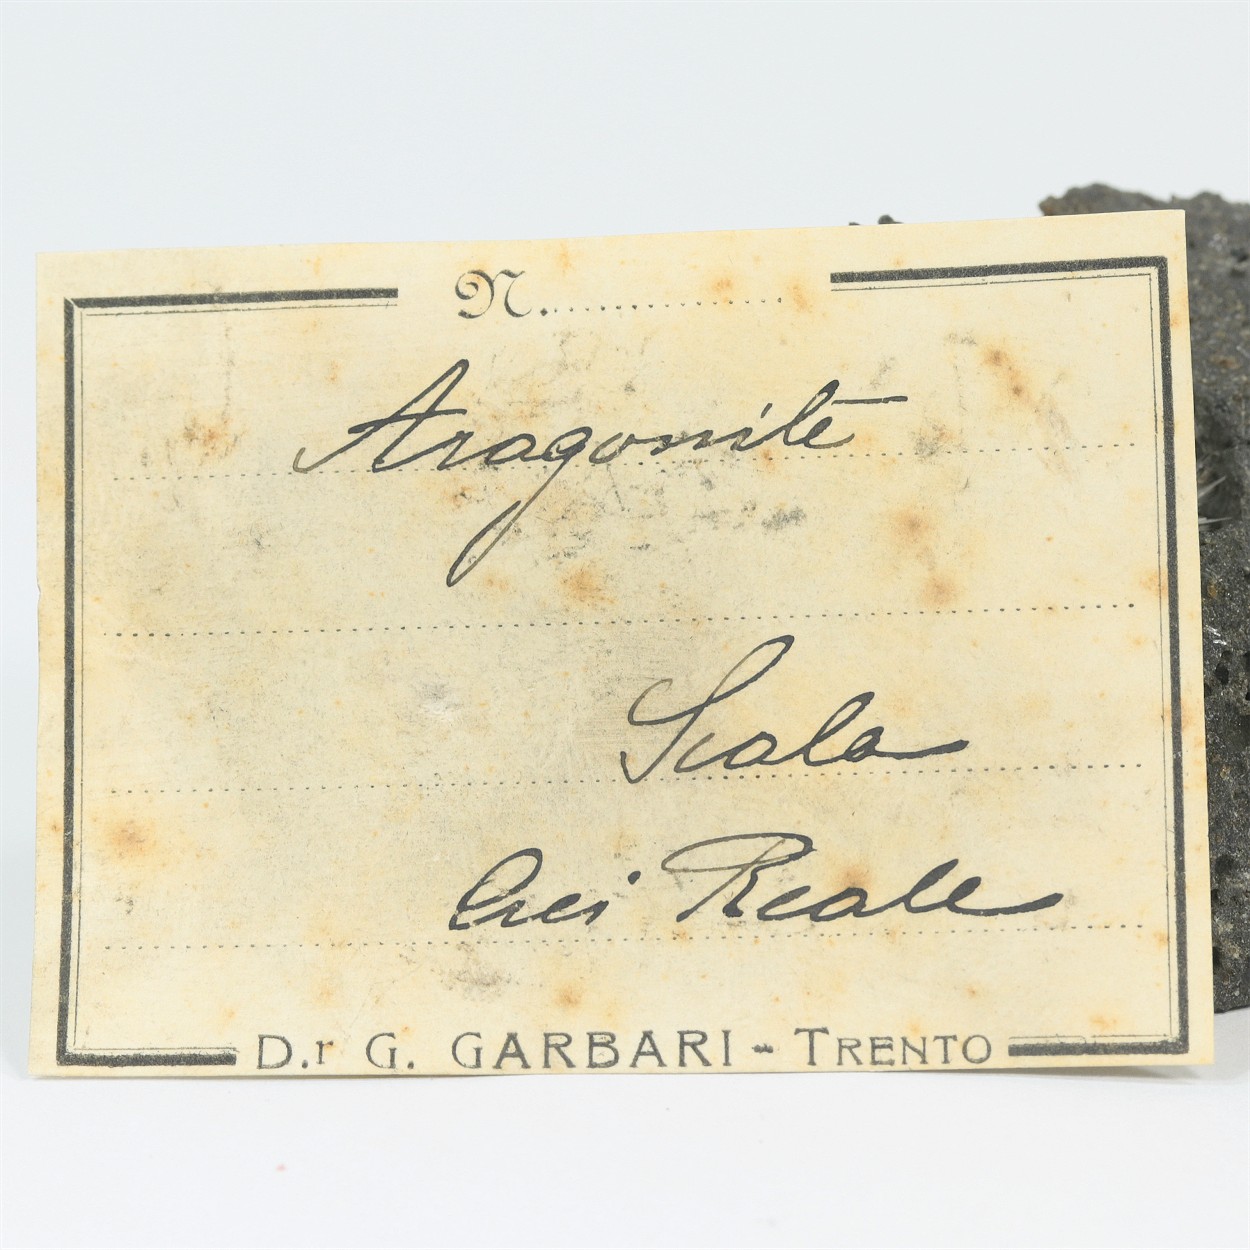 N.
Aragonite
Scala
Aci Reale
D.r G. GARBARI - TRENTO